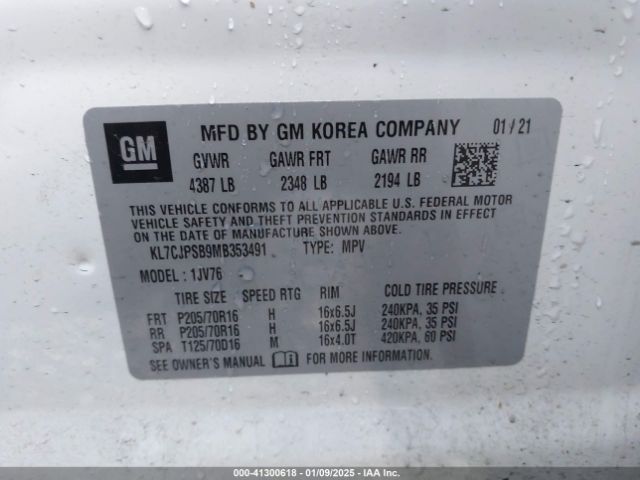 GM
MFD BY GM KOREA COMPANY 01/21
GVWR GAWR FRT GAWR RR
4387 LB 2348 LB 2194 LB
THIS VEHICLE CONFORMS TO ALL APPLICABLE U.S. FEDERAL MOTOR
VEHICLE SAFETY AND THEFT PREVENTION STANDARDS IN EFFECT
ON THE DATE OF MANUFACTURE SHOWN ABOVE.
KL7CJPSB9MB353491 TYPE: MPV
MODEL : 1JV76
TIRE SIZE SPEED RTG RIM COLD TIRE PRESSURE
FRT P205/70R16 H 16x6.5J 240KPA, 35 PSI
RR P205/70R16 H 16x6.5J 240KPA, 35 PSI
SPA T125/70D16 M 16x4.0T 420KPA, 60 PSI
SEE OWNER'S MANUAL FOR MORE INFORMATION
000-41300618 - 01/09/2025 - IAA Inc.